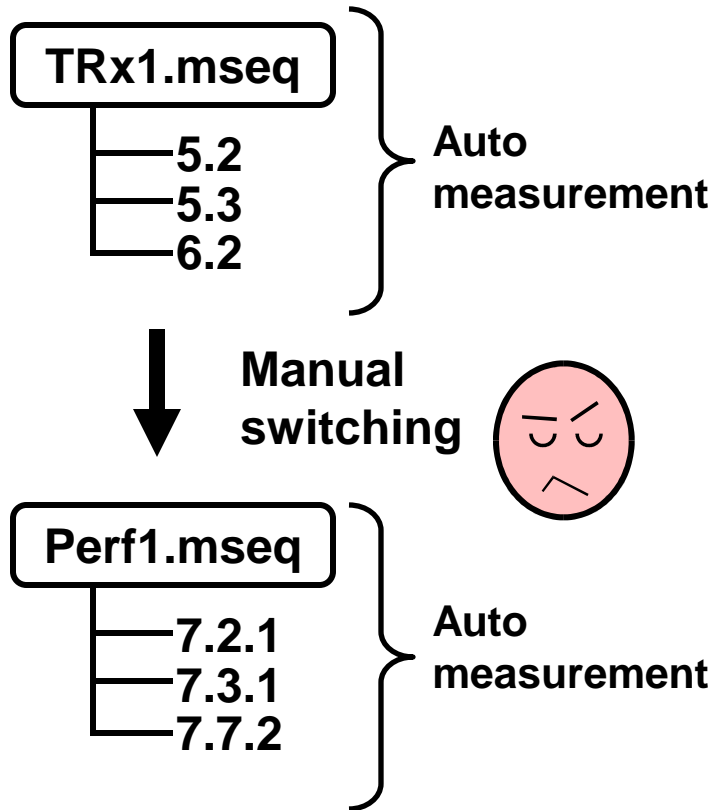 TRx1.mseq
5.2
5.3
6.2
Auto
measurement
Manual
switching
Perf1.mseq
7.2.1
7.3.1
7.7.2
Auto
measurement